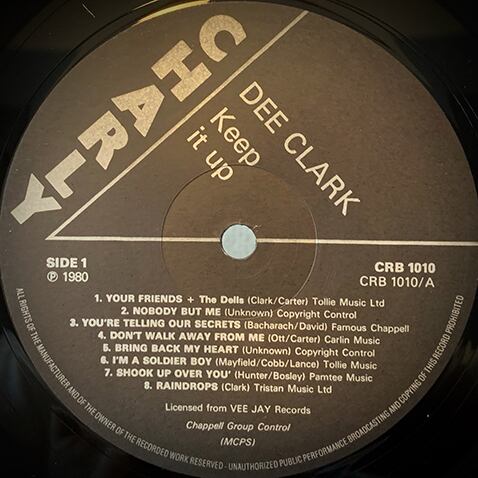 CHARLY
DEE CLARK
Keep
it up
SIDE 1
℗ 1980
CRB 1010
CRB 1010/A
1. YOUR FRIENDS + The Dells (Clark/Carter) Tollie Music Ltd
2. NOBODY BUT ME (Unknown) Copyright Control
3. YOU'RE TELLING OUR SECRETS (Bacharach/David) Famous Chappell
4. DON'T WALK AWAY FROM ME (Ott/Carter) Carlin Music
5. BRING BACK MY HEART (Unknown) Copyright Control
6. I'M A SOLDIER BOY (Mayfield/Cobb/Lance) Tollie Music
7. SHOOK UP OVER YOU' (Hunter/Bosley) Pamtee Music
8. RAINDROPS (Clark) Tristan Music Ltd
Licensed from VEE JAY Records
Chappell Group Control
(MCPS)
ALL RIGHTS OF THE MANUFACTURER AND OF THE OWNER OF THE RECORDED WORK RESERVED - UNAUTHORIZED PUBLIC PERFORMANCE BROADCASTING AND COPYING OF THIS RECORD PROHIBITED